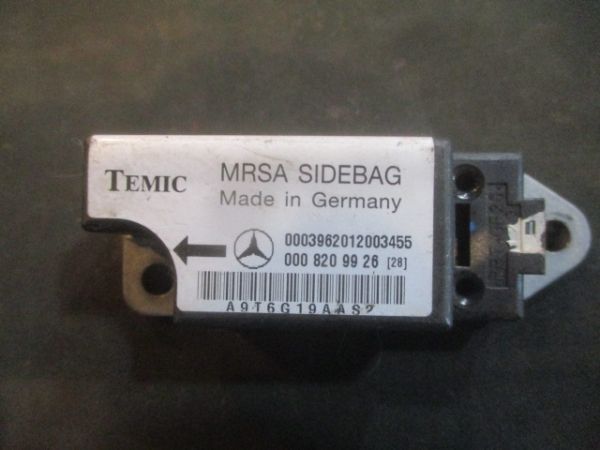 TEMIC
MRSA SIDEBAG
Made in Germany
0003962012003455
000 820 99 26 [28]
A9T6G19AAS2